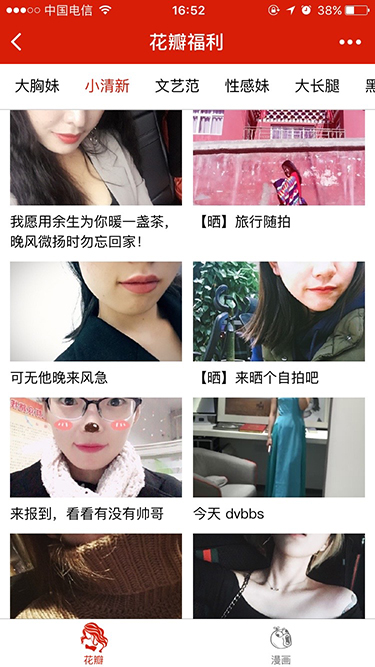 中国电信 16:52 38%
花瓣福利
大胸妹 小清新 文艺范 性感妹 大长腿
我愿用余生为你暖一盏茶，
晚风微扬时勿忘回家！
【晒】旅行随拍
可无他晚来风急
【晒】来晒个自拍吧
来报到，看看有没有帅哥
今天 dvbbs
花瓣 漫画